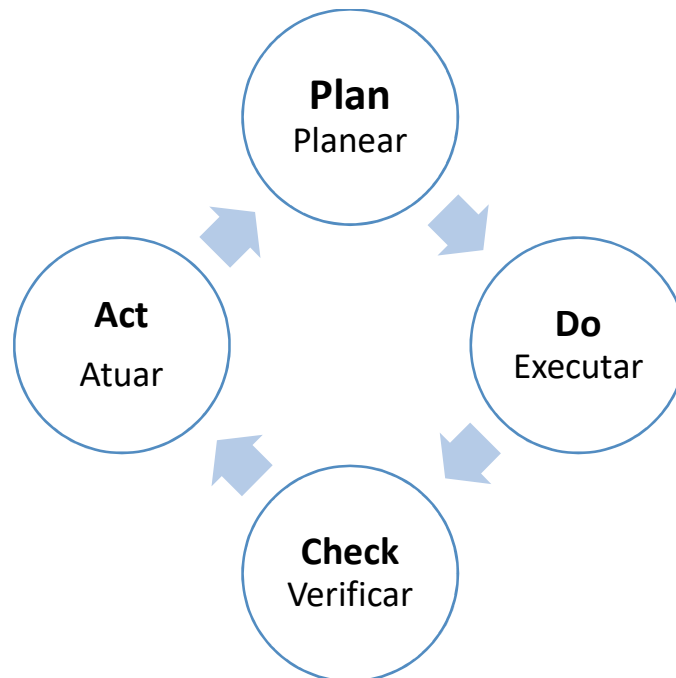 Plan
Planear
Do
Executar
Check
Verificar
Act
Atuar